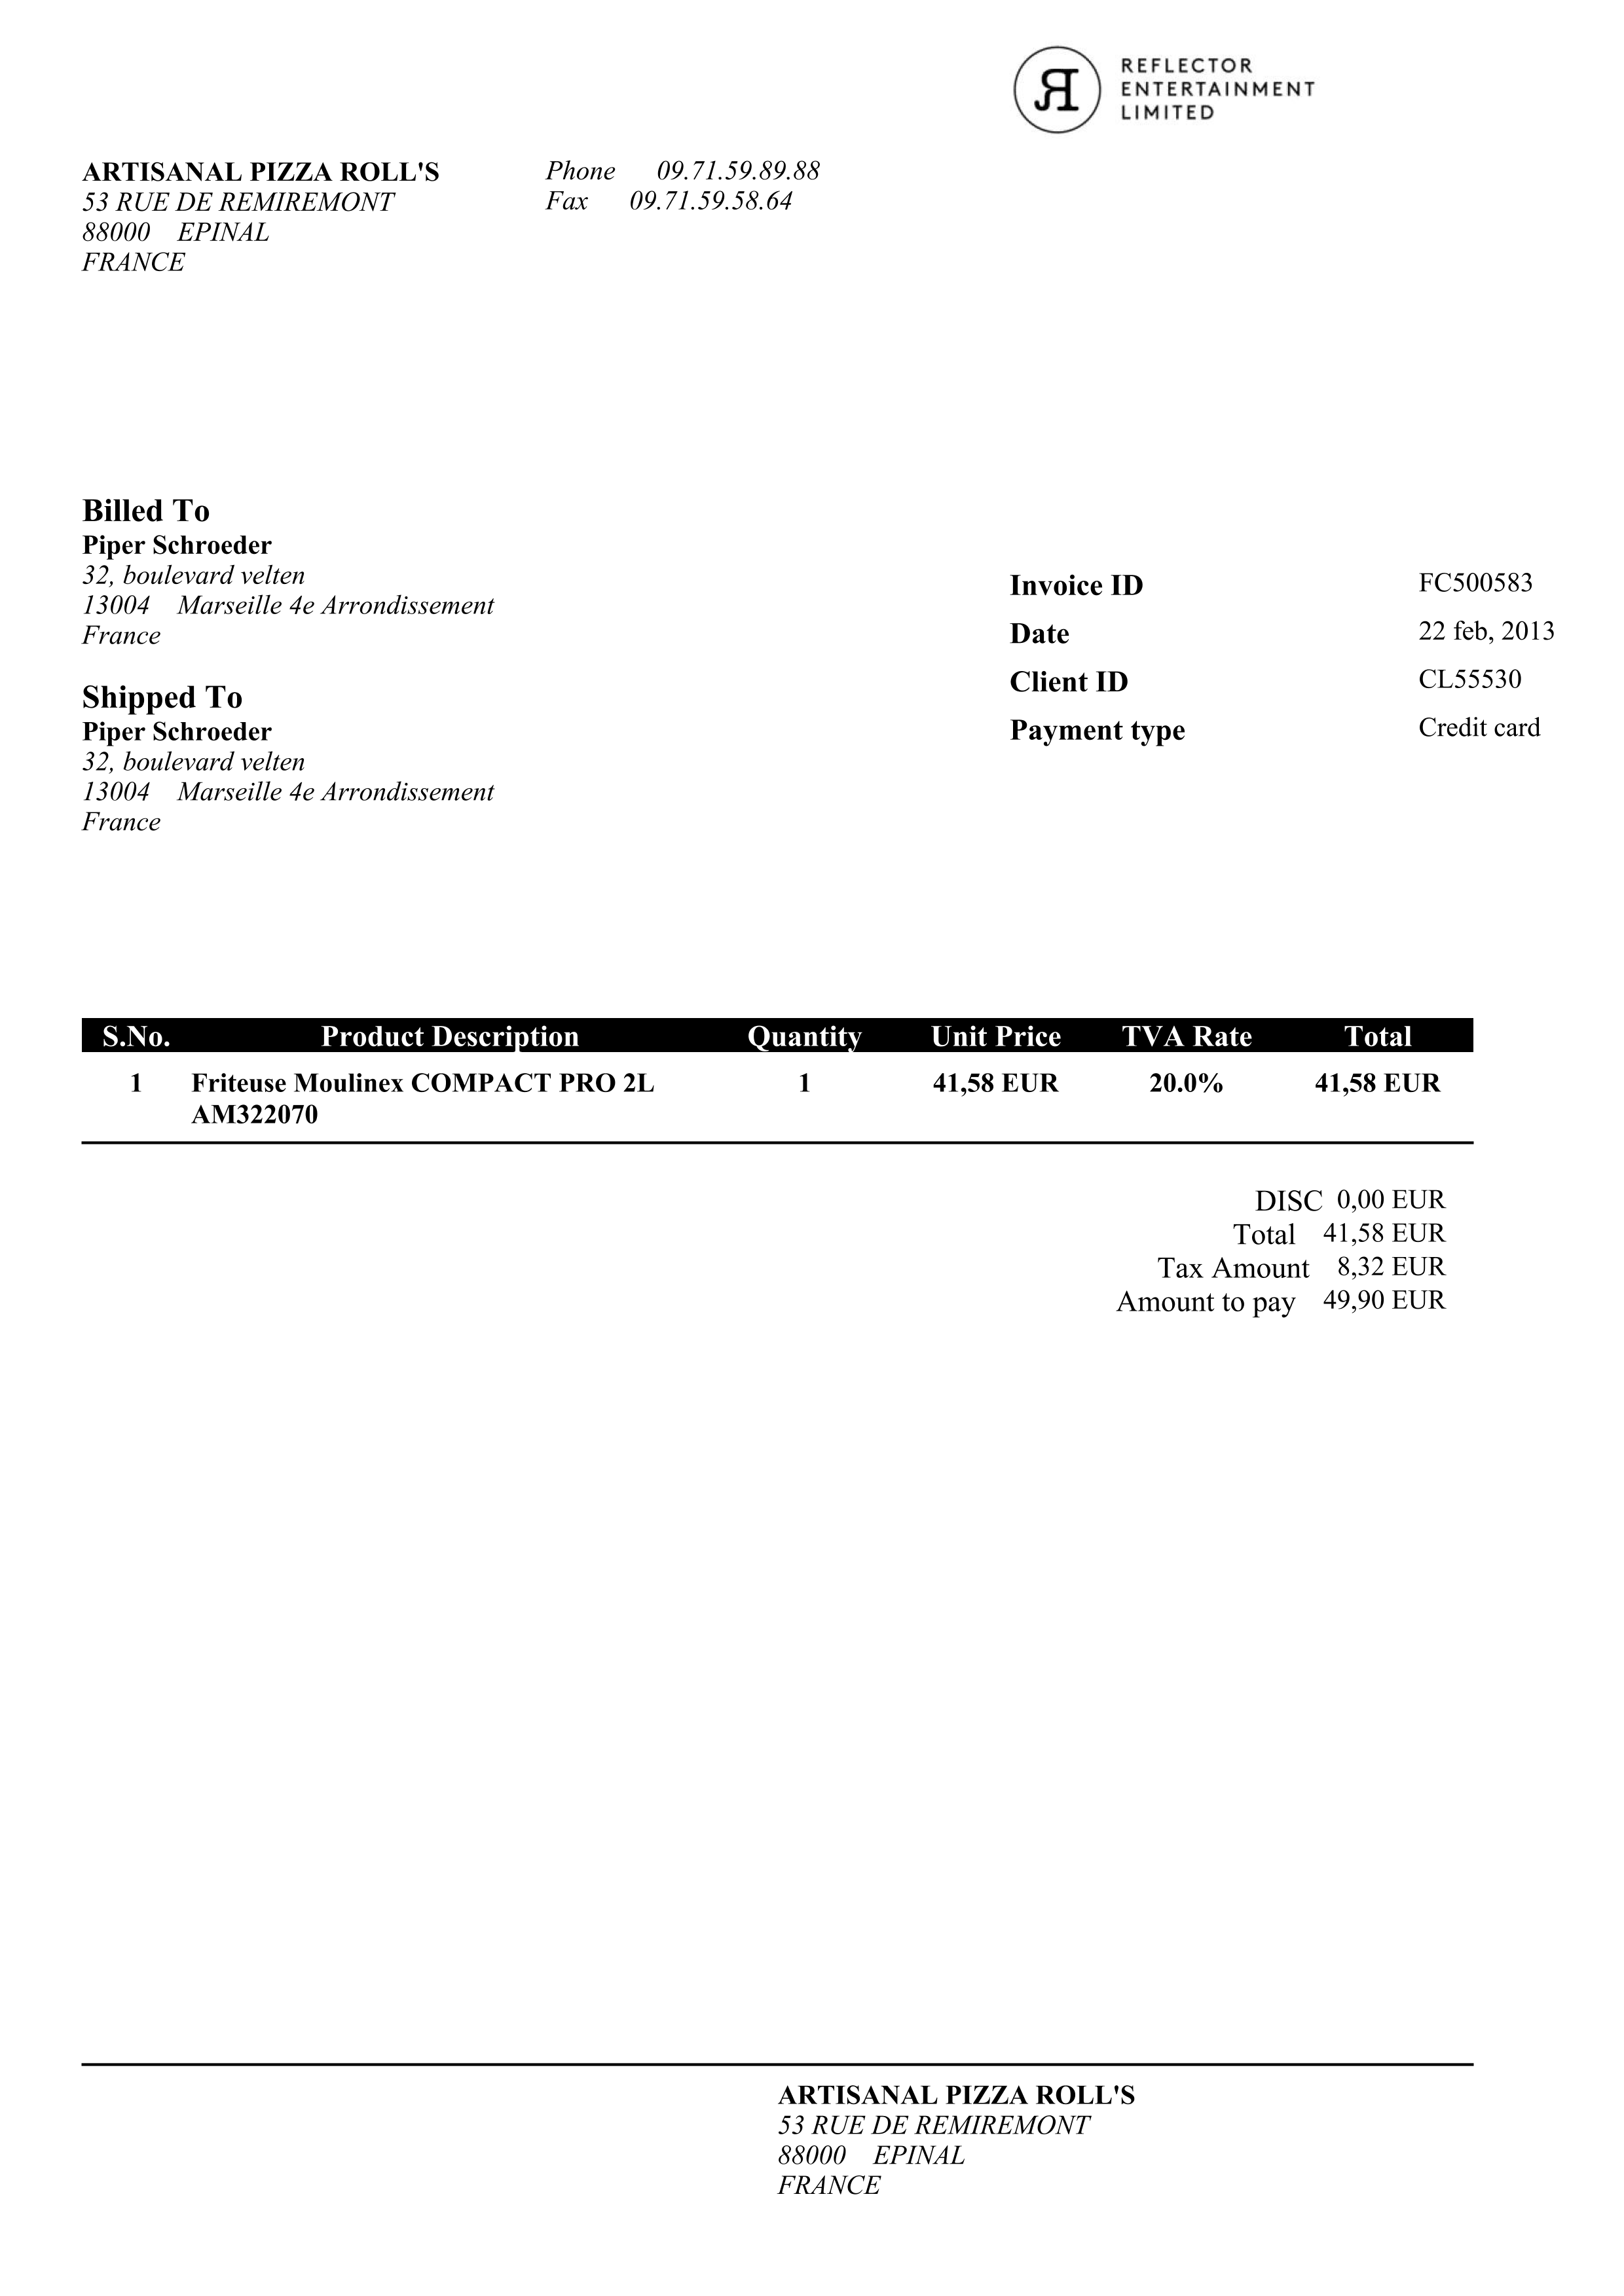 REFLECTOR
ENTERTAINMENT
LIMITED
ARTISANAL PIZZA ROLL'S
53 RUE DE REMIREMONT
88000 EPINAL
FRANCE
Phone 09.71.59.89.88
Fax 09.71.59.58.64
Billed To
Piper Schroeder
32, boulevard velten
13004 Marseille 4e Arrondissement
France
Shipped To
Piper Schroeder
32, boulevard velten
13004 Marseille 4e Arrondissement
France
Invoice ID FC500583
Date 22 feb, 2013
Client ID CL55530
Payment type Credit card
S.No. Product Description Quantity Unit Price TVA Rate Total
1 Friteuse Moulinex COMPACT PRO 2L 1 41,58 EUR 20.0% 41,58 EUR
AM322070
DISC 0,00 EUR
Total 41,58 EUR
Tax Amount 8,32 EUR
Amount to pay 49,90 EUR
ARTISANAL PIZZA ROLL'S
53 RUE DE REMIREMONT
88000 EPINAL
FRANCE